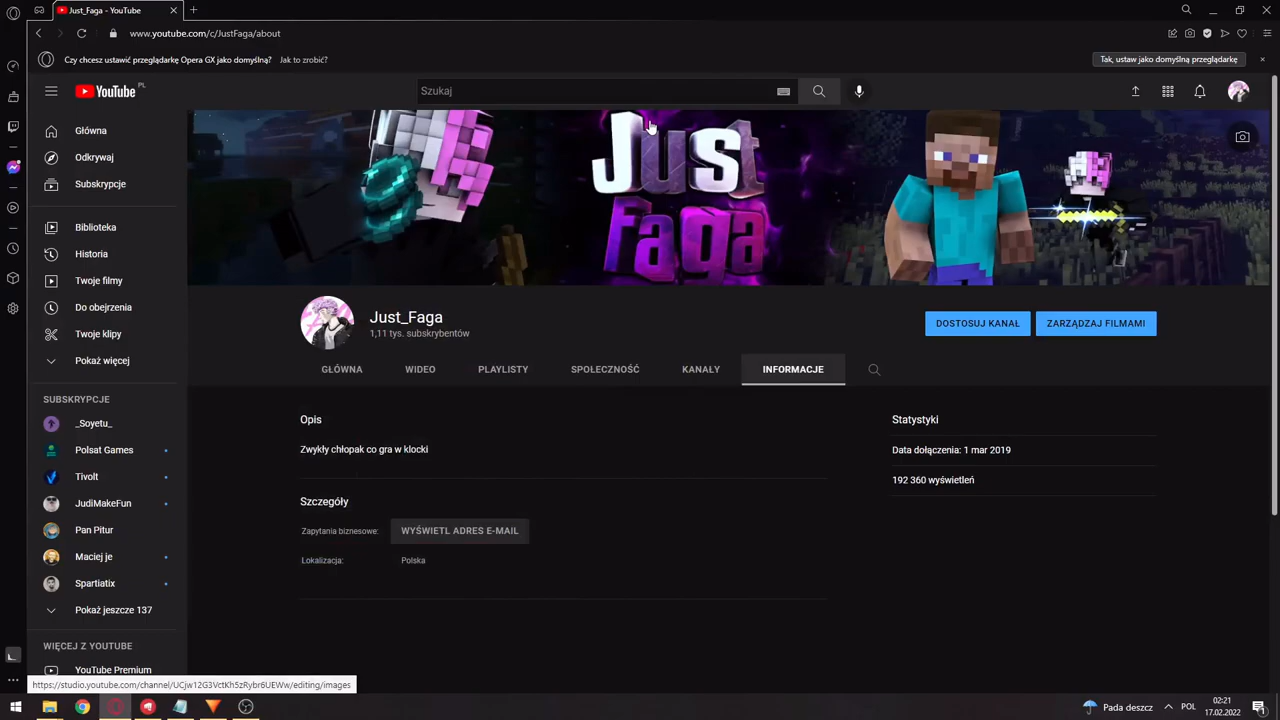 Just_Faga - YouTube
www.youtube.com/c/JustFaga/about
Czy chcesz ustawić przeglądarkę Opera GX jako domyślną?
Jak to zrobić?
Tak, ustaw jako domyślną przeglądarkę
YouTube PL
Szukaj
Just
Faga
Główna
Odkrywaj
Subskrypcje
Biblioteka
Historia
Twoje filmy
Do obejrzenia
Twoje klipy
Pokaż więcej
SUBSKRYPCJE
_Soyetu_
Polsat Games
Tivolt
JudiMakeFun
Pan Pitur
Maciej je
Spartiatix
Pokaż jeszcze 137
WIĘCEJ Z YOUTUBE
YouTube Premium
Just_Faga
1,11 tys. subskrybentów
DOSTOSUJ KANAŁ
ZARZĄDZAJ FILMAMI
GŁÓWNA
WIDEO
PLAYLISTY
SPOŁECZNOŚĆ
KANAŁY
INFORMACJE
Opis
Zwykły chłopak co gra w klocki
Szczegóły
Zapytania biznesowe:
WYŚWIETL ADRES E-MAIL
Lokalizacja:
Polska
Statystyki
Data dołączenia: 1 mar 2019
192 360 wyświetleń
https://studio.youtube.com/channel/UCjw12G3VctKh5zRybr6UEWw/editing/images
Pada deszcz
POL
02:21
17.02.2022